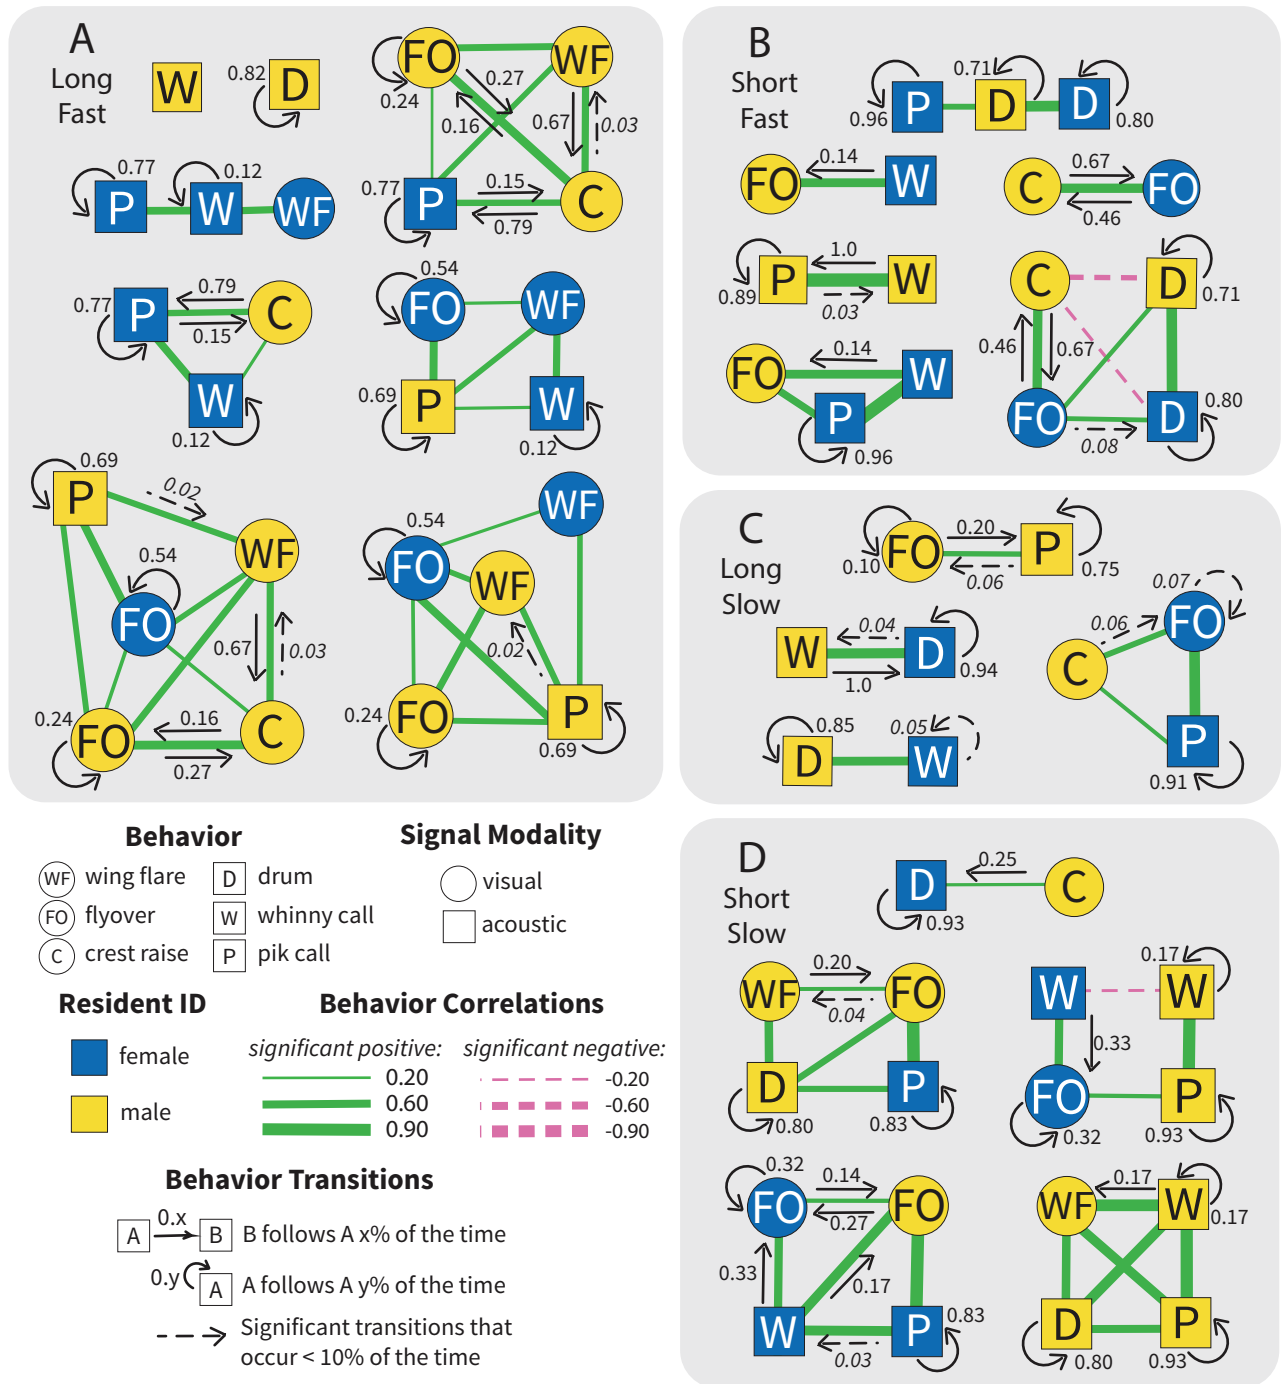 A
Long
Fast
W
0.82
D
FO
WF
0.24
0.27
0.16
0.67
0.03
0.77
P
0.15
0.79
C
0.77
P
0.12
W
WF
0.77
P
0.79
0.15
C
W
0.12
0.54
FO
WF
0.69
P
W
0.12
0.69
P
0.02
WF
0.54
FO
0.67
0.03
0.24
FO
0.16
0.27
C
WF
0.54
FO
WF
0.02
0.24
FO
P
0.69
B
Short
Fast
0.96
P
0.71
D
D
0.80
FO
0.14
W
C
0.67
0.46
FO
0.89
P
1.0
0.03
W
C
D
0.71
0.46
0.67
FO
0.08
D
0.80
FO
0.14
W
P
0.96
C
Long
Slow
0.10
FO
0.20
0.06
P
0.75
W
0.04
1.0
D
0.94
0.07
FO
0.06
C
P
0.91
0.85
D
0.05
W
D
Short
Slow
D
0.93
0.25
C
WF
0.20
0.04
FO
D
0.80
P
0.83
W
0.17
W
0.33
FO
0.32
P
0.93
0.32
FO
0.14
0.27
FO
0.33
0.17
W
0.03
P
0.83
WF
0.17
W
0.17
D
0.80
P
0.93
Behavior
WF wing flare
D drum
FO flyover
W whinny call
C crest raise
P pik call
Signal Modality
visual
acoustic
Resident ID
female
male
Behavior Correlations
significant positive:
0.20
0.60
0.90
significant negative:
-0.20
-0.60
-0.90
Behavior Transitions
A 0.x B B follows A x% of the time
0.y A A follows A y% of the time
Significant transitions that
occur < 10% of the time